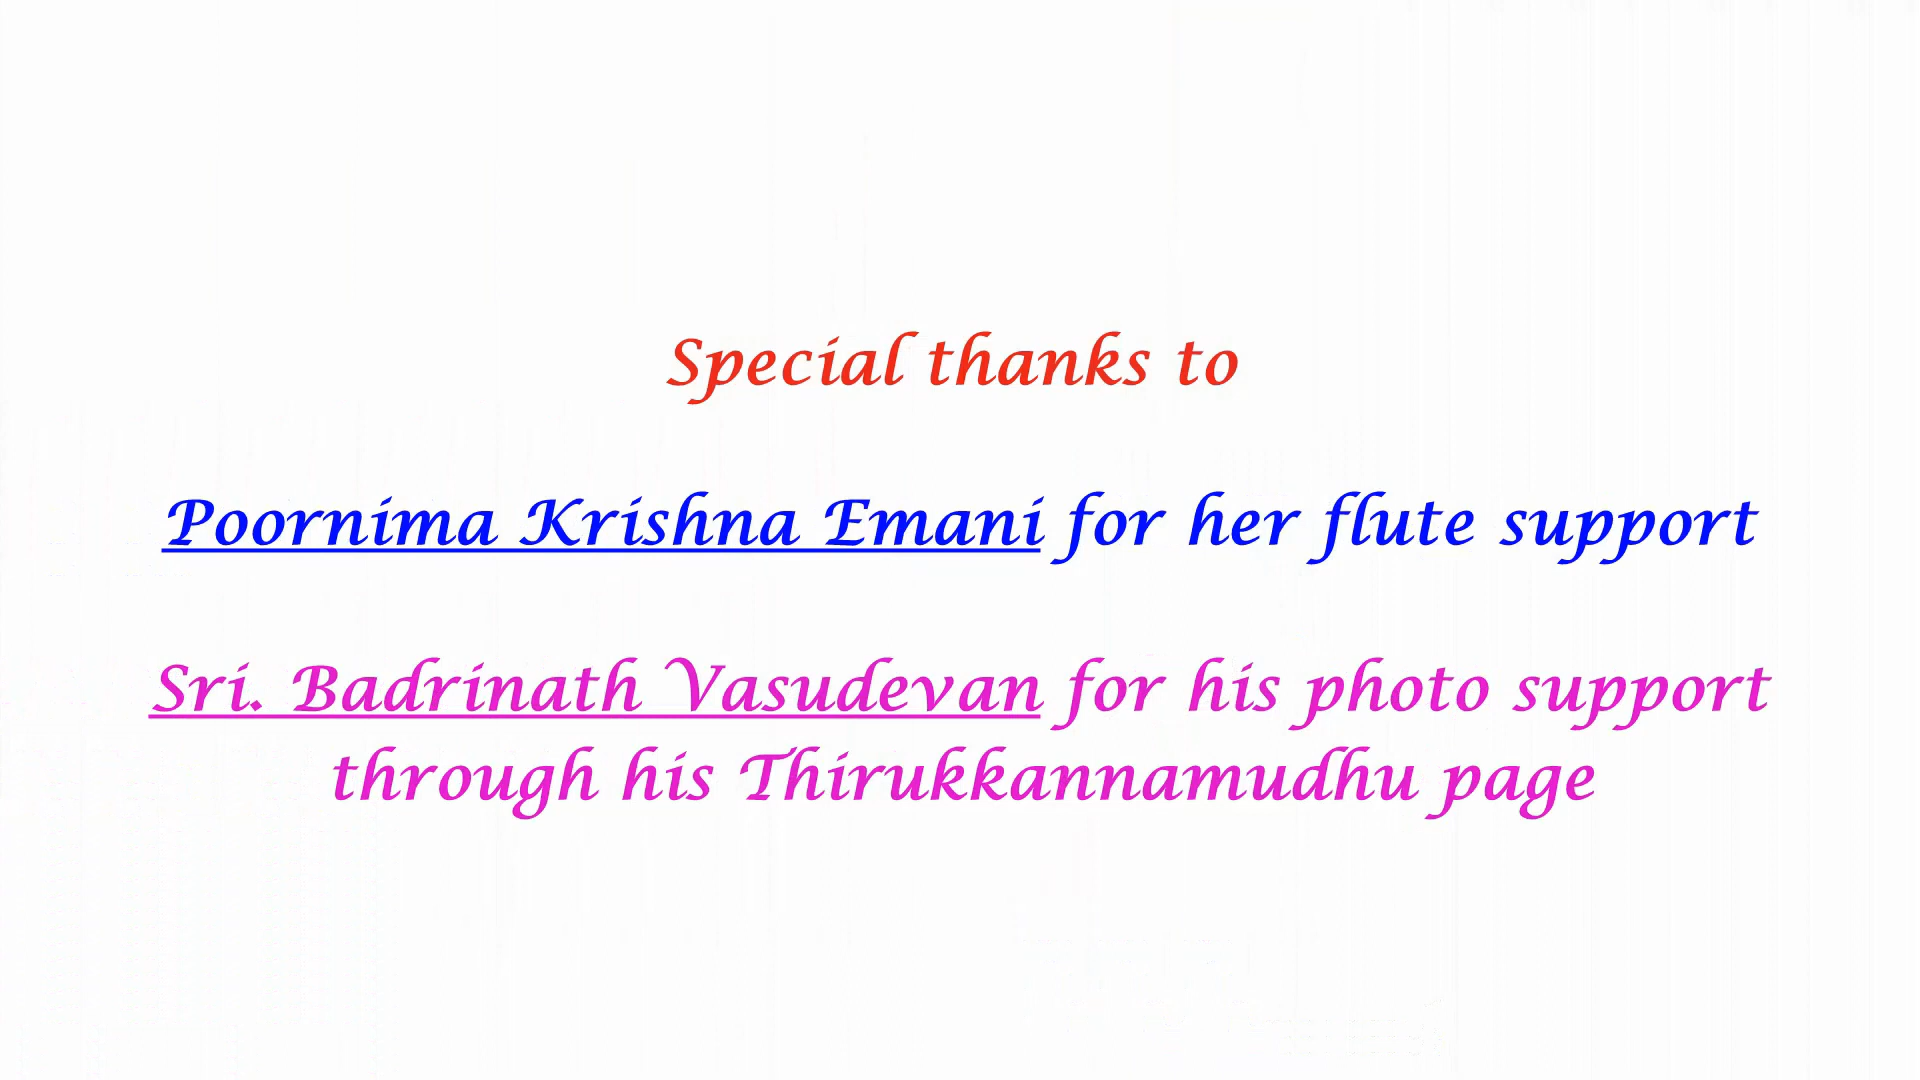 Special thanks to
Poornima Krishna Emani for her flute support
Sri. Badrinath Vasudevan for his photo support
through his Thirukkannamudhu page